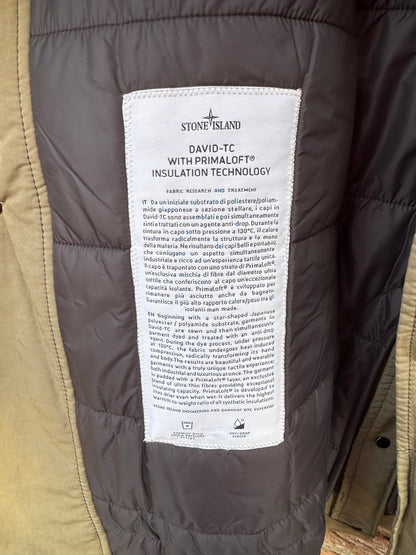 STONE ISLAND
DAVID-TC
WITH PRIMALOFT®
INSULATION TECHNOLOGY
FABRIC RESEARCH AND TREATMENT
IT Da un iniziale substrato di poliestere/poliam-
mide giapponese a sezione stellare, i capi in
David-TC sono assemblati e poi simultaneamente
tinti e trattati con un agente anti-drop. Durante la
tintura in capo sotto pressione a 130°C, il calore
trasforma radicalmente la struttura e la mano
della materia. Ne risultano dei capi belli e portabili,
che coniugano un aspetto simultaneamente
industriale e ricco ad un'esperienza tattile unica.
Il capo è trapuntato con uno strato di PrimaLoft®,
un'esclusiva mischia di fibre dal diametro ultra
sottile che conferiscono al capo un'eccezionale
capacità isolante. PrimaLoft® è sviluppato per
rimanere più asciutto anche da bagnato.
Garantisce il più alto rapporto calore/peso tra gli
isolanti man made.
EN Beginning with a star-shaped Japanese
polyester / polyamide substrate, garments in
David-TC are sewn and then simultaneously
garment dyed and treated with an anti-drop
agent. During the dye process, under pressure
at 130°C, the fabric undergoes heat-induced
compression, radically transforming its hand
and body. The results are beautiful and wearable
garments with a truly unique tactile experience,
both industrial and luxurious at once. The garment
is padded with a PrimaLoft® layer, an exclusive
blend of ultra thin fibres providing exceptional
insulating capacity. PrimaLoft® is developed to
stay drier even when wet. It delivers the highest
warmth-to-weight ratio of all synthetic insulations.
STONE ISLAND ENGINEERING AND GARMENT DYE EXPERTISE
ANTI-DROP
FINISH